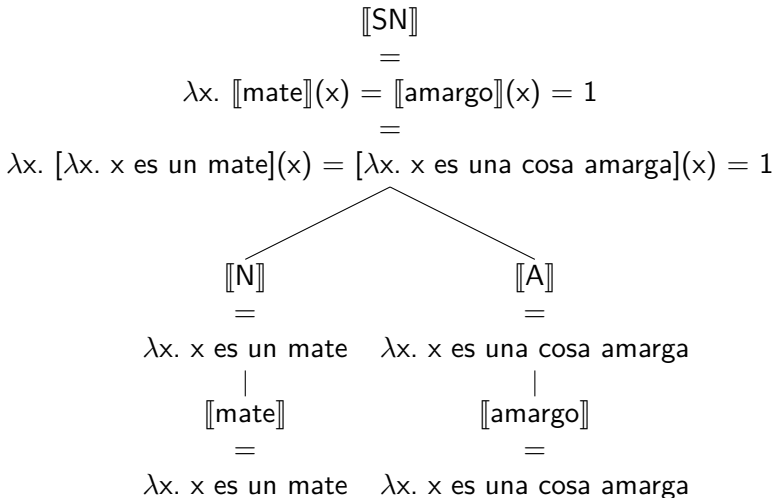 ⟦SN⟧
=
λx. ⟦mate⟧(x) = ⟦amargo⟧(x) = 1
=
λx. [λx. x es un mate](x) = [λx. x es una cosa amarga](x) = 1
⟦N⟧ ⟦A⟧
= =
λx. x es un mate λx. x es una cosa amarga
⟦mate⟧ ⟦amargo⟧
= =
λx. x es un mate λx. x es una cosa amarga